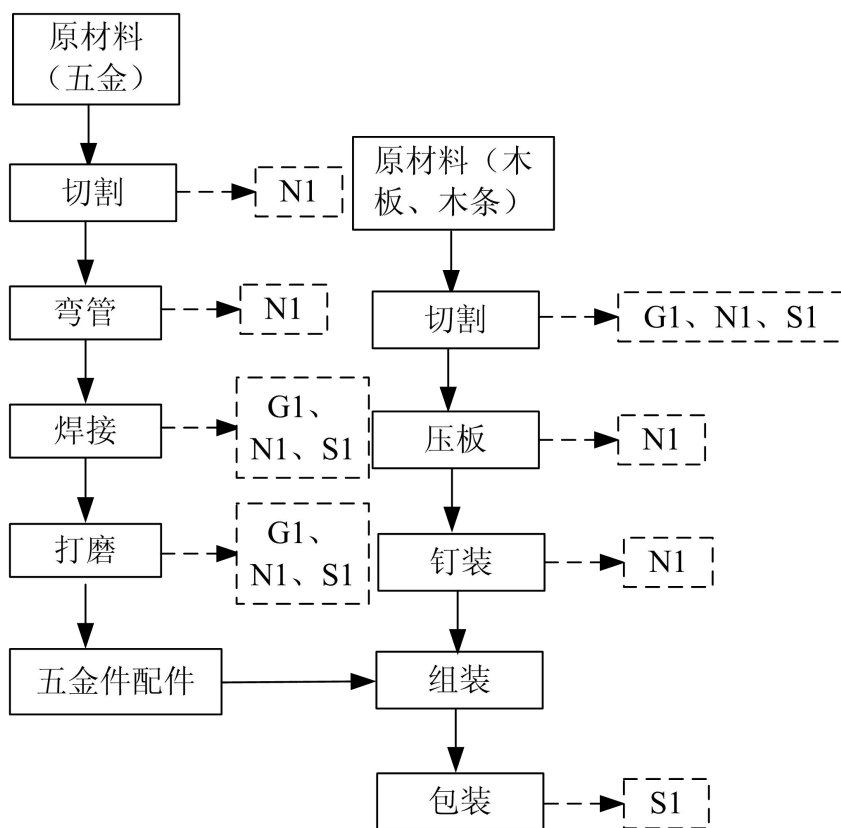 原材料
（五金）
切割
N1
弯管
N1
焊接
G1、
N1、S1
打磨
G1、
N1、S1
五金件配件
原材料（木
板、木条）
切割
G1、N1、S1
压板
N1
钉装
N1
组装
包装
S1